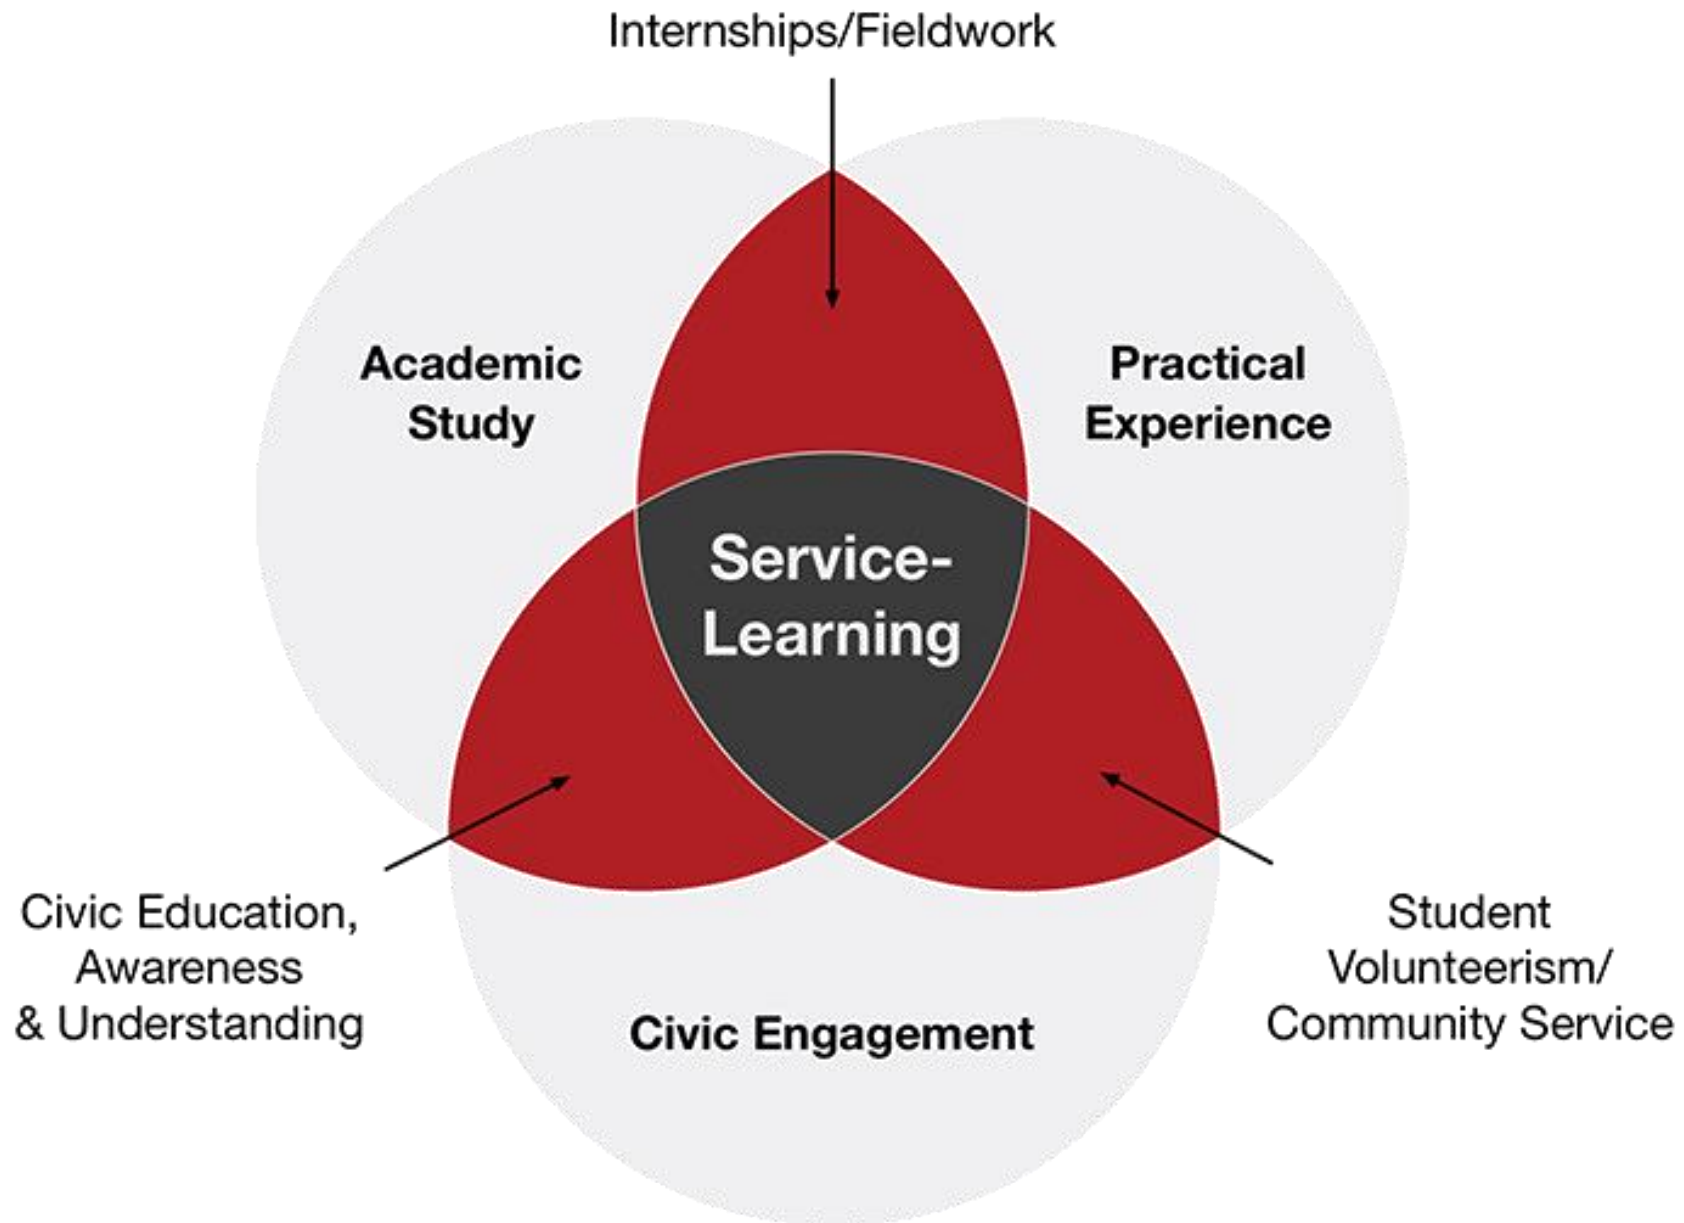 Internships/Fieldwork
Academic
Study
Practical
Experience
Service-
Learning
Civic Education,
Awareness
& Understanding
Student
Volunteerism/
Community Service
Civic Engagement